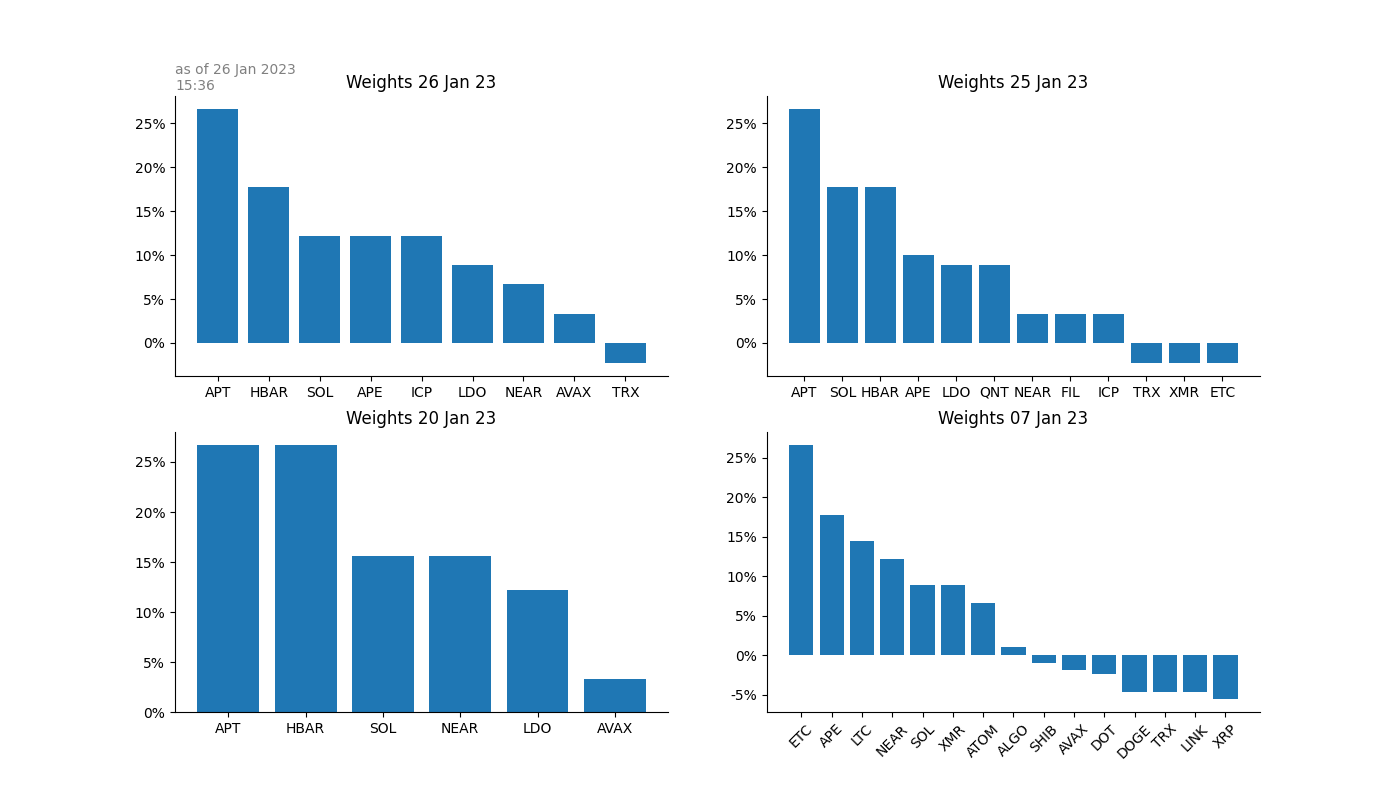 as of 26 Jan 2023
15:36
Weights 26 Jan 23
25%
20%
15%
10%
5%
0%
APT HBAR SOL APE ICP LDO NEAR AVAX TRX
Weights 25 Jan 23
25%
20%
15%
10%
5%
0%
APT SOL HBAR APE LDO QNT NEAR FIL ICP TRX XMR ETC
Weights 20 Jan 23
25%
20%
15%
10%
5%
0%
APT HBAR SOL NEAR LDO AVAX
Weights 07 Jan 23
25%
20%
15%
10%
5%
0%
-5%
ETC APE LTC NEAR SOL XMR ATOM ALGO SHIB AVAX DOT DOGE TRX LINK XRP